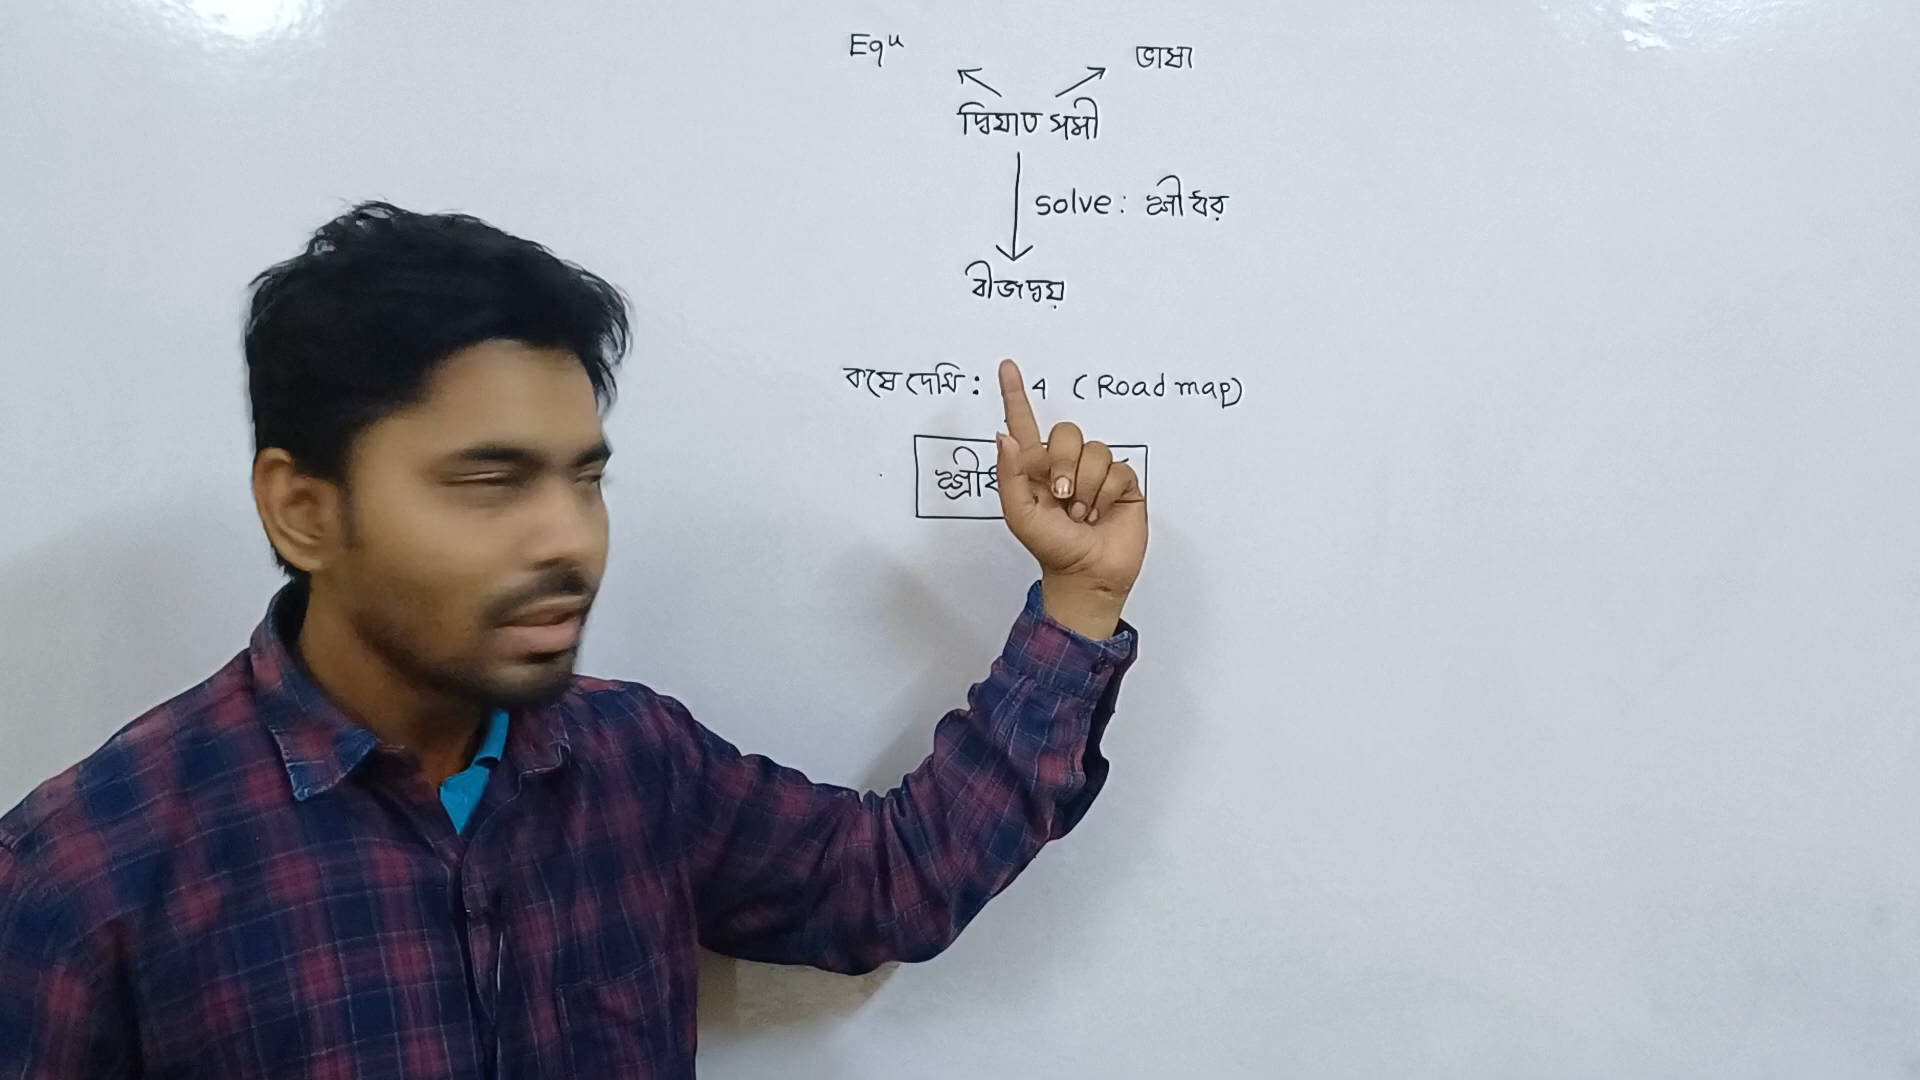 Eqⁿ ভাষা
দ্বিঘাত সমী
solve: শ্রীধর
বীজদ্বয়
কষে দেখি: 4 (Road map)